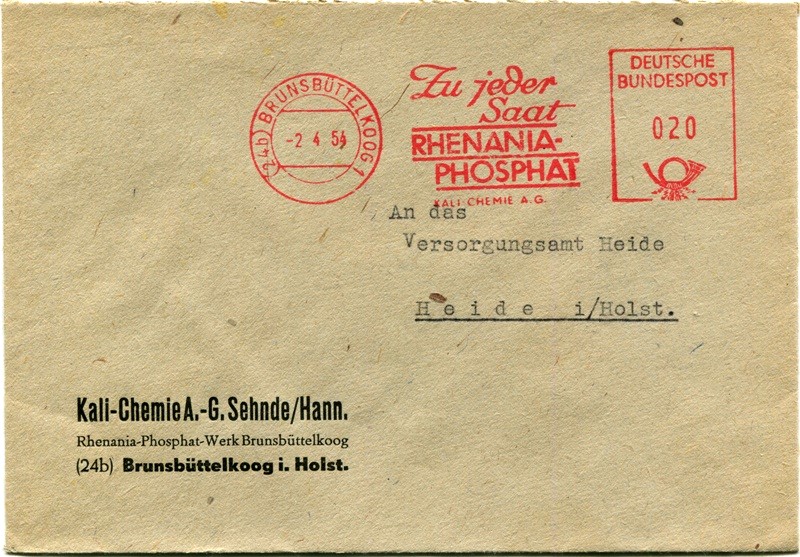 (24b) BRUNSBÜTTELKOOG 1
-2 4 54
Zu jeder
Saat
RHENANIA-
PHOSPHAT
KALI-CHEMIE A.G.
DEUTSCHE
BUNDESPOST
020
An das
Versorgungsamt Heide
Heide i/Holst.
Kali-Chemie A.-G. Sehnde/Hann.
Rhenania-Phosphat-Werk Brunsbüttelkoog
(24b) Brunsbüttelkoog i. Holst.